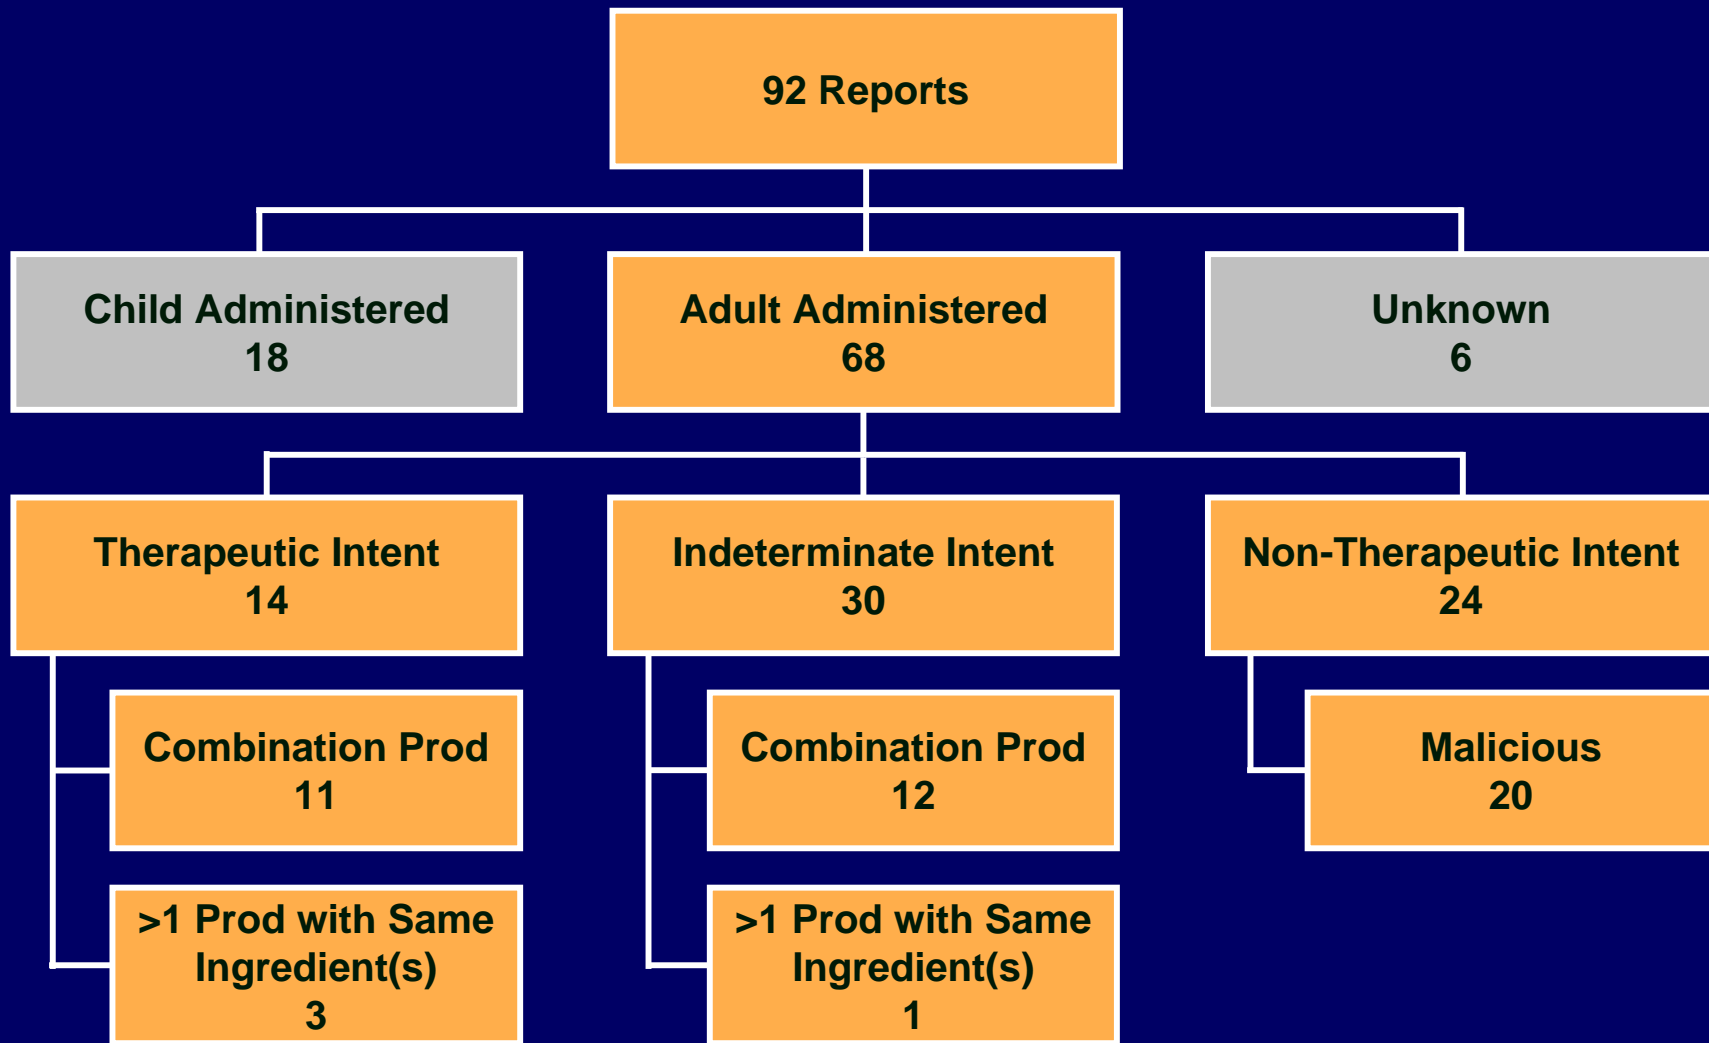 92 Reports
Child Administered
18
Adult Administered
68
Unknown
6
Therapeutic Intent
14
Indeterminate Intent
30
Non-Therapeutic Intent
24
Combination Prod
11
Combination Prod
12
Malicious
20
>1 Prod with Same
Ingredient(s)
3
>1 Prod with Same
Ingredient(s)
1